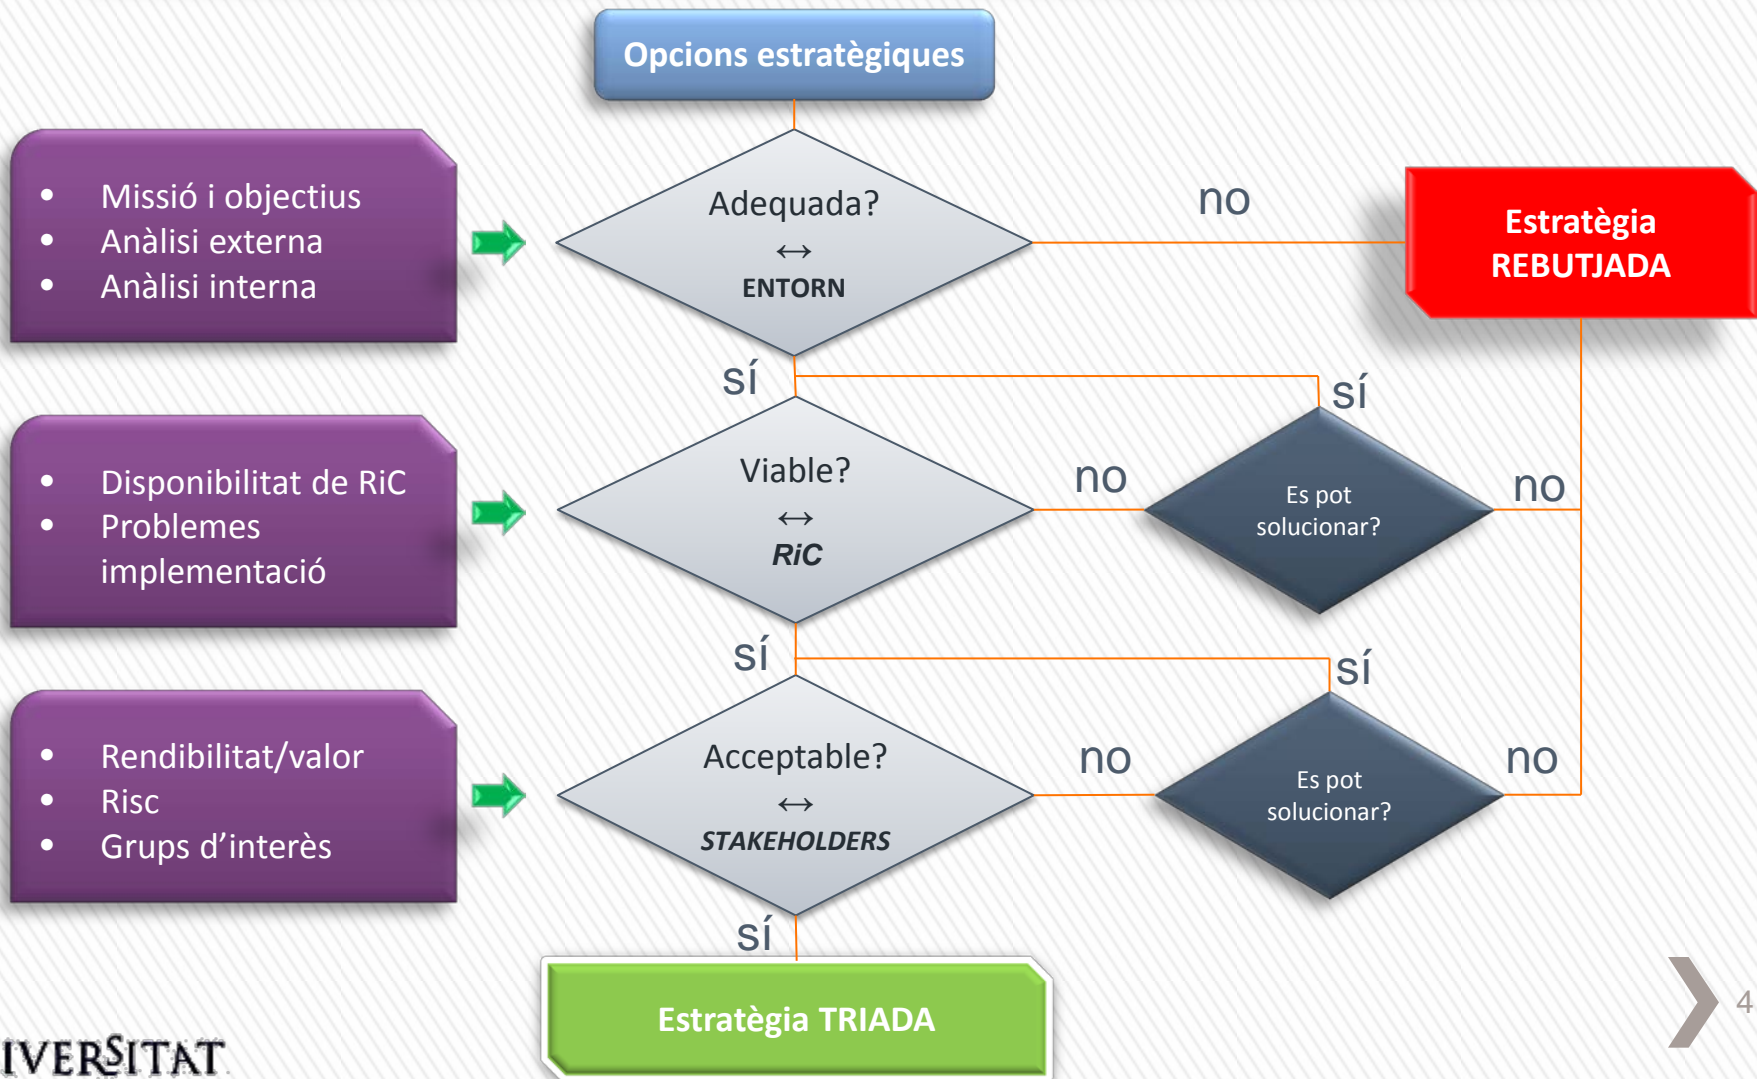 Opcions estratègiques
• Missió i objectius
• Anàlisi externa
• Anàlisi interna
Adequada?
↔
ENTORN
no
Estratègia
REBUTJADA
sí
sí
• Disponibilitat de RiC
• Problemes
implementació
Viable?
↔
RiC
no
Es pot
solucionar?
no
sí
sí
• Rendibilitat/valor
• Risc
• Grups d’interès
Acceptable?
↔
STAKEHOLDERS
no
Es pot
solucionar?
no
sí
Estratègia TRIADA
4
IVERSITAT